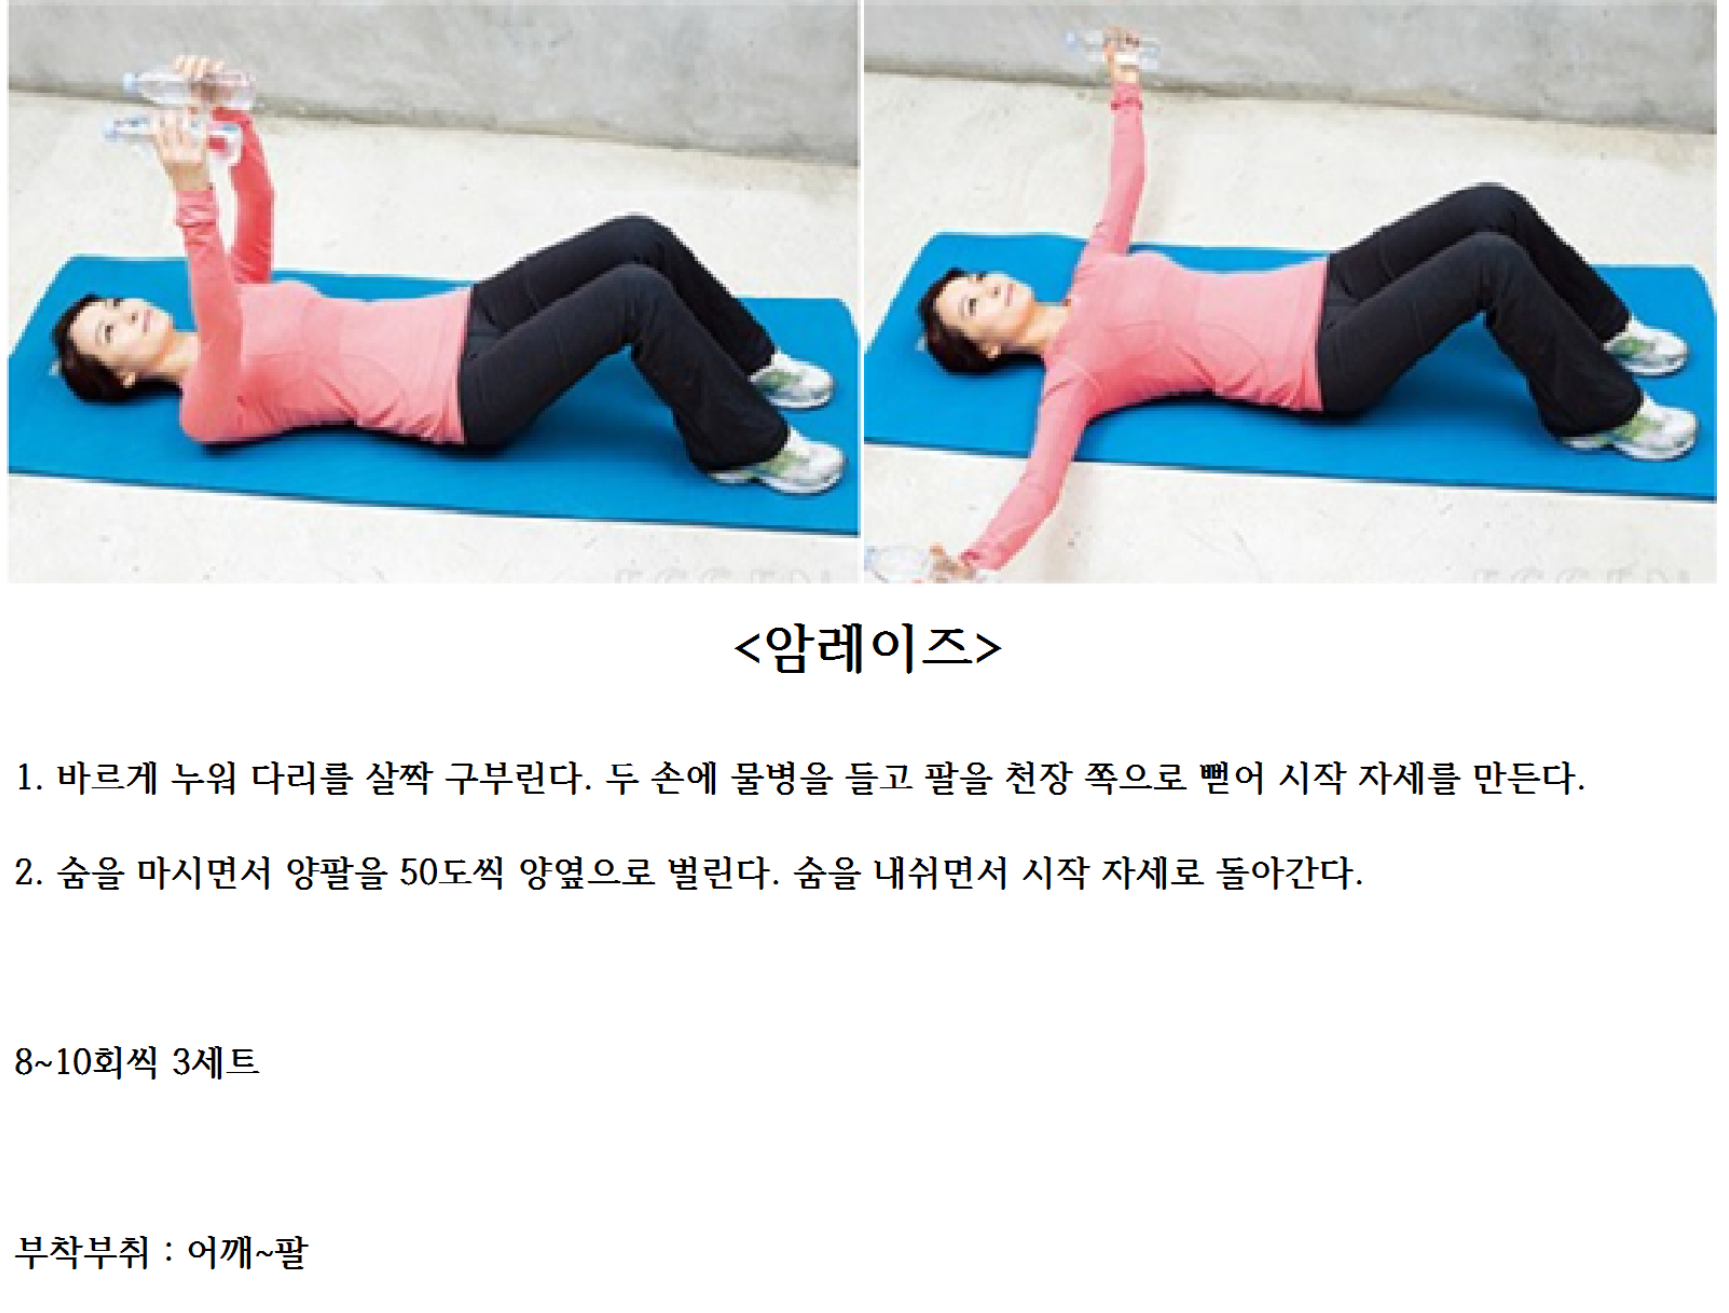 <암레이즈>
1. 바르게 누워 다리를 살짝 구부린다. 두 손에 물병을 들고 팔을 천장 쪽으로 뻗어 시작 자세를 만든다.
2. 숨을 마시면서 양팔을 50도씩 양옆으로 벌린다. 숨을 내쉬면서 시작 자세로 돌아간다.
8~10회씩 3세트
부착부취 : 어깨~팔